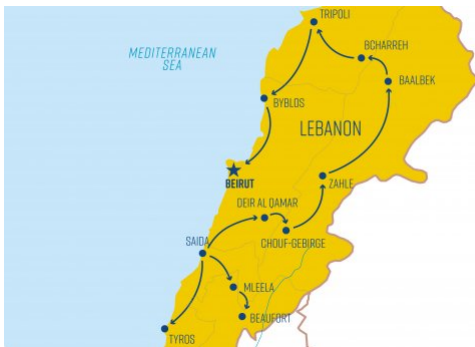 TRIPOLI
MEDITERRANEAN
SEA
BCHARREH
BAALBEK
BYBLOS
LEBANON
BEIRUT
ZAHLE
DEIR AL QAMAR
CHOUF-GEBIRGE
SAIDA
MLEELA
BEAUFORT
TYROS